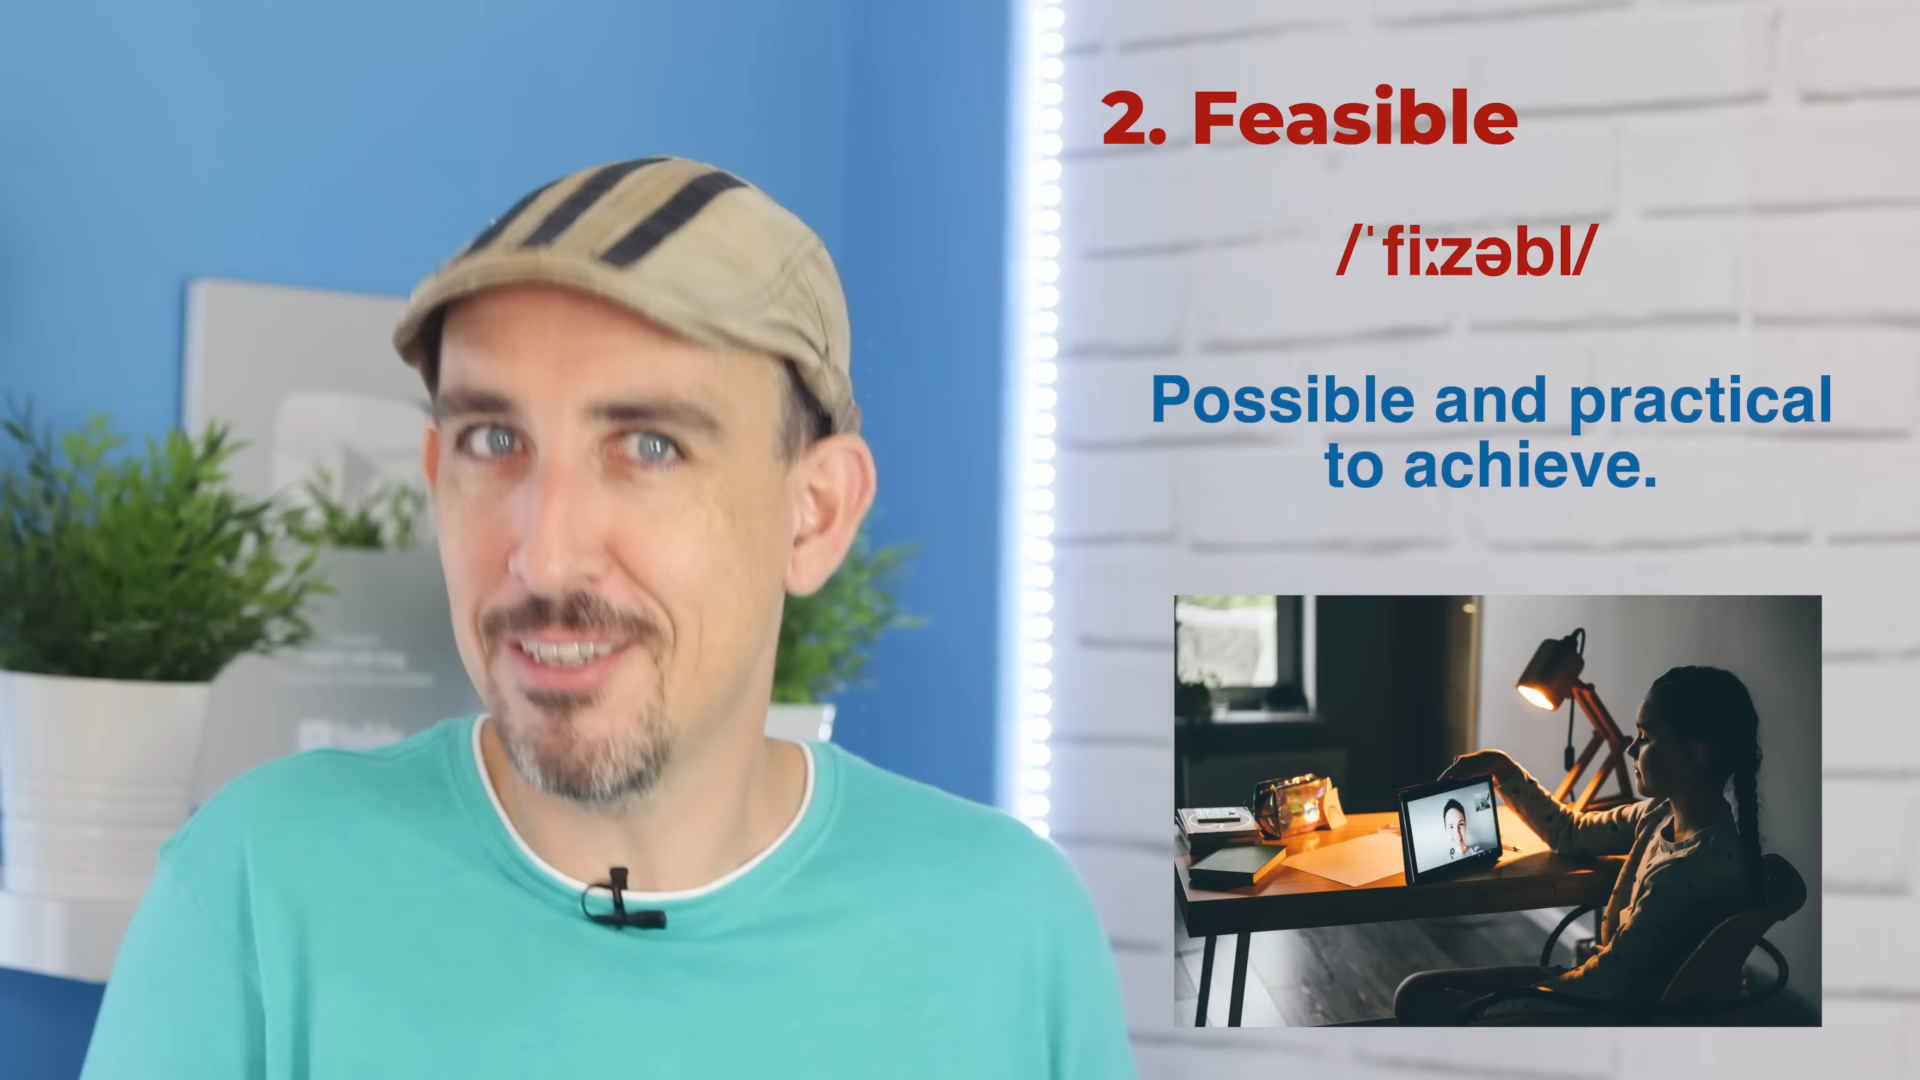 2. Feasible
/ˈfiːzəbl/
Possible and practical
to achieve.